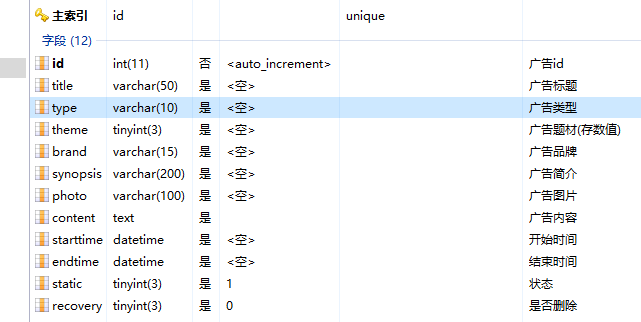 主索引 id unique
字段 (12)
id int(11) 否 <auto_increment> 广告id
title varchar(50) 是 <空> 广告标题
type varchar(10) 是 <空> 广告类型
theme tinyint(3) 是 <空> 广告题材(存数值)
brand varchar(15) 是 <空> 广告品牌
synopsis varchar(200) 是 <空> 广告简介
photo varchar(100) 是 <空> 广告图片
content text 是 广告内容
starttime datetime 是 <空> 开始时间
endtime datetime 是 <空> 结束时间
static tinyint(3) 是 1 状态
recovery tinyint(3) 是 0 是否删除